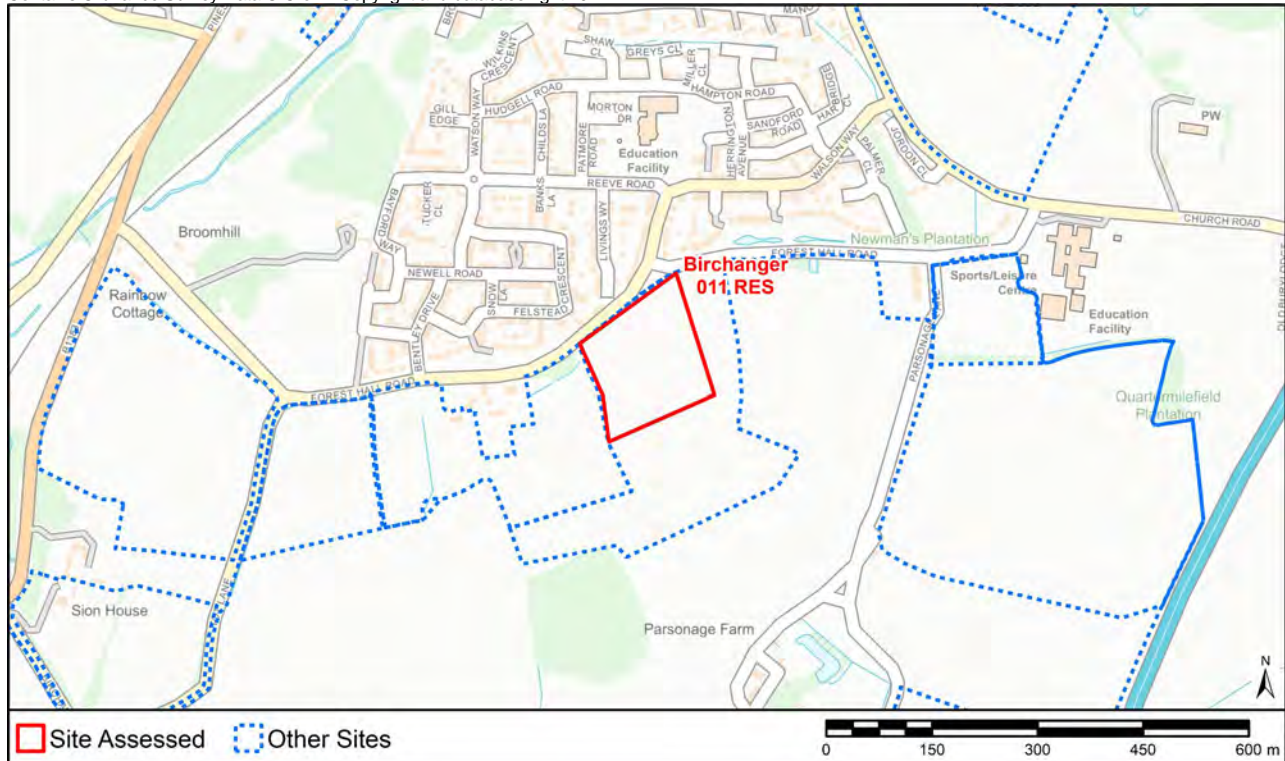 PINES
MANO
SHAW
CL
GREYS CL
MILLER
CL
WILKINS
CRESCENT
HUDGELL ROAD
HAMPTON ROAD
HARBRIDGE
CL
GILL
EDGE
WATSON WAY
CHILDS LA
MORTON
DR
PATMORE
ROAD
Education
Facility
HERRINGTON
AVENUE
SANDFORD
ROAD
WALSON WAY
PALMER
CL
JORDON CL
PW
REEVE ROAD
BANKS
LA
TUCKER
CL
BAYFORD
WAY
LIVINGS WY
CHURCH ROAD
Broomhill
Newman's Plantation
FOREST HALL ROAD
NEWELL ROAD
SNOW
LA
FELSTEAD
CRESCENT
BENTLEY DRIVE
Birchanger
011 RES
Sports/Leisure
Centre
Education
Facility
Rainbow
Cottage
FOREST HALL ROAD
PARSONAGE LANE
Quartermilefield
Plantation
LANE
Sion House
Parsonage Farm
N
Site Assessed
Other Sites
0 150 300 450 600 m